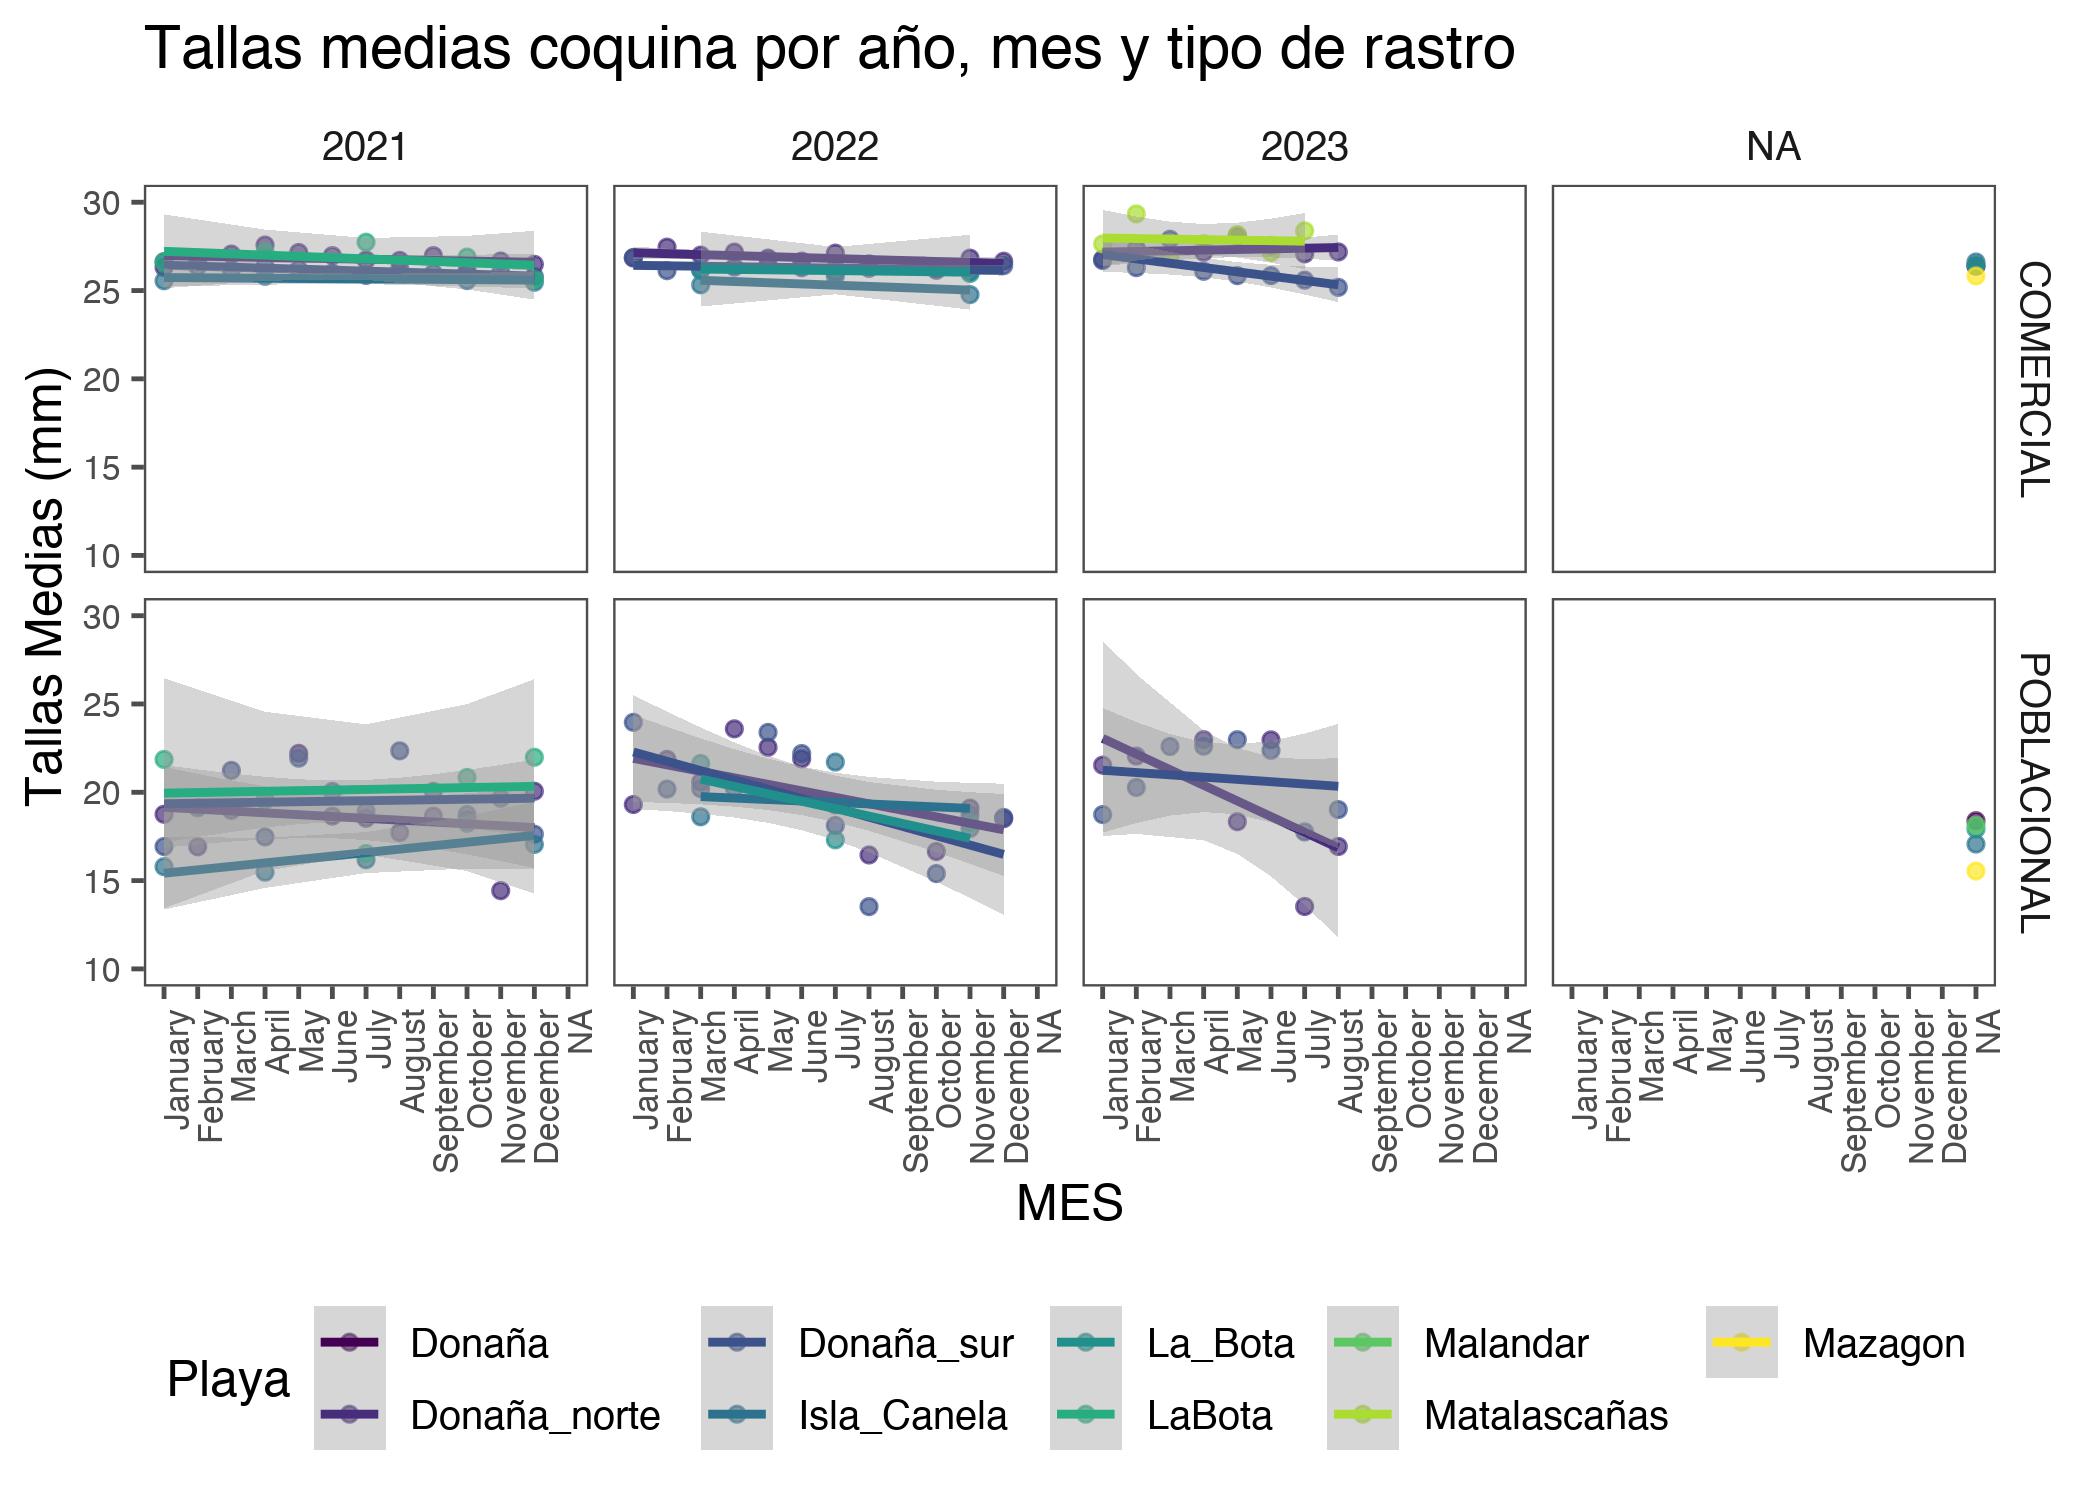 Tallas medias coquina por año, mes y tipo de rastro
2021 2022 2023 NA
30
25
20
15
10
COMERCIAL
30
25
20
15
10
POBLACIONAL
Tallas Medias (mm)
January February March April May June July August September October November December NA
January February March April May June July August September October November December NA
January February March April May June July August September October November December NA
January February March April May June July August September October November December NA
MES
Playa
Donaña Donaña_sur La_Bota Malandar Mazagon
Donaña_norte Isla_Canela LaBota Matalascañas